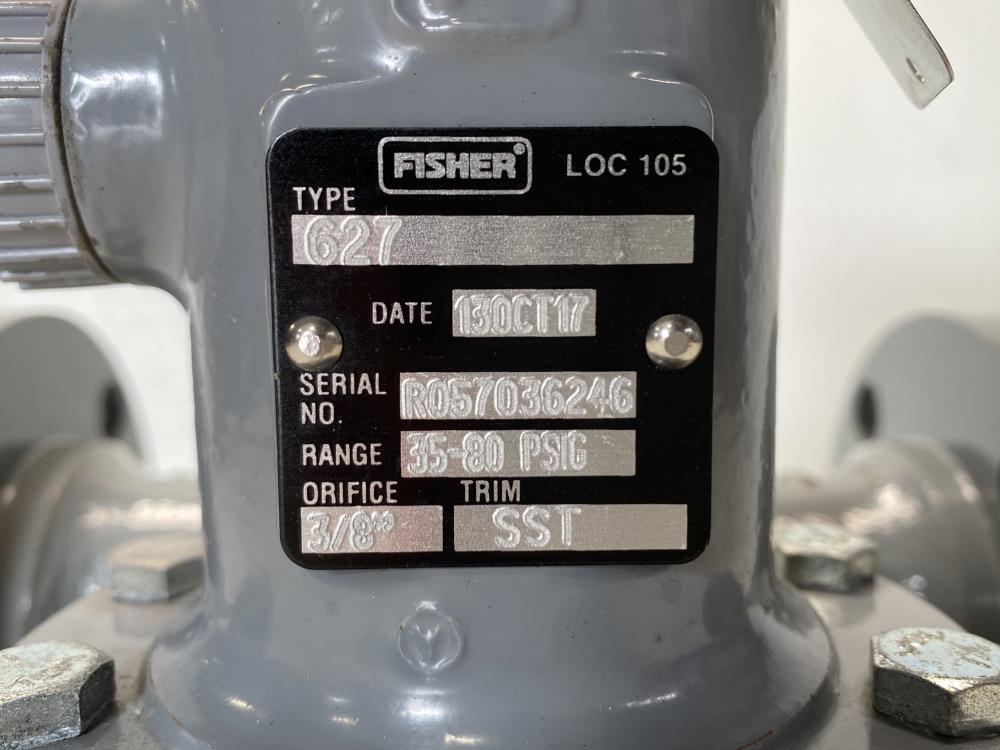 FISHER® LOC 105
TYPE
627
DATE 13OCT17
SERIAL NO. R057036246
RANGE 35-80 PSIG
ORIFICE TRIM
3/8" SST